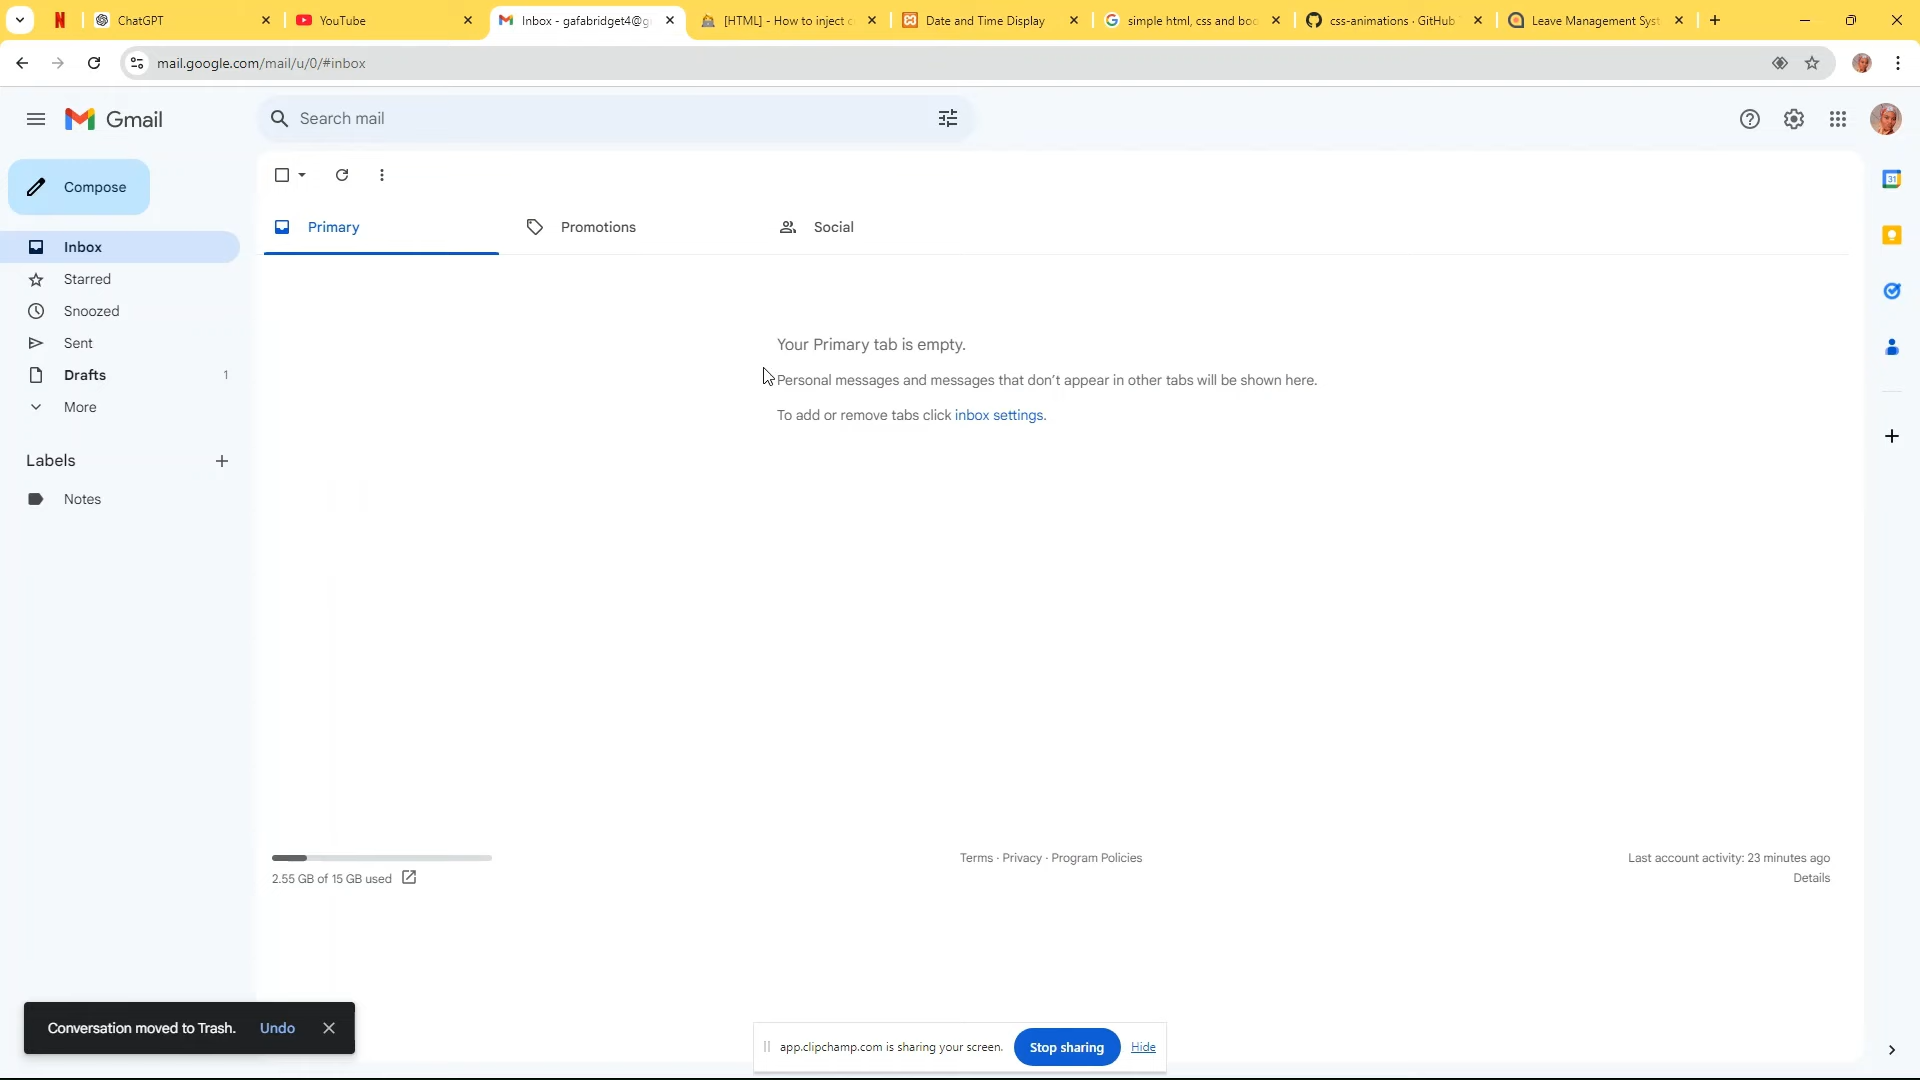 ChatGPT
YouTube
Inbox - gafabridget4@g
[HTML] - How to inject c
Date and Time Display
simple html, css and boo
css-animations · GitHub
Leave Management Syst
mail.google.com/mail/u/0/#inbox
Gmail
Search mail
Compose
Primary
Promotions
Social
Inbox
Starred
Snoozed
Sent
Drafts 1
More
Labels
Notes
31
Your Primary tab is empty.
Personal messages and messages that don’t appear in other tabs will be shown here.
To add or remove tabs click inbox settings.
2.55 GB of 15 GB used
Terms · Privacy · Program Policies
Last account activity: 23 minutes ago
Details
Conversation moved to Trash. Undo
app.clipchamp.com is sharing your screen. Stop sharing Hide